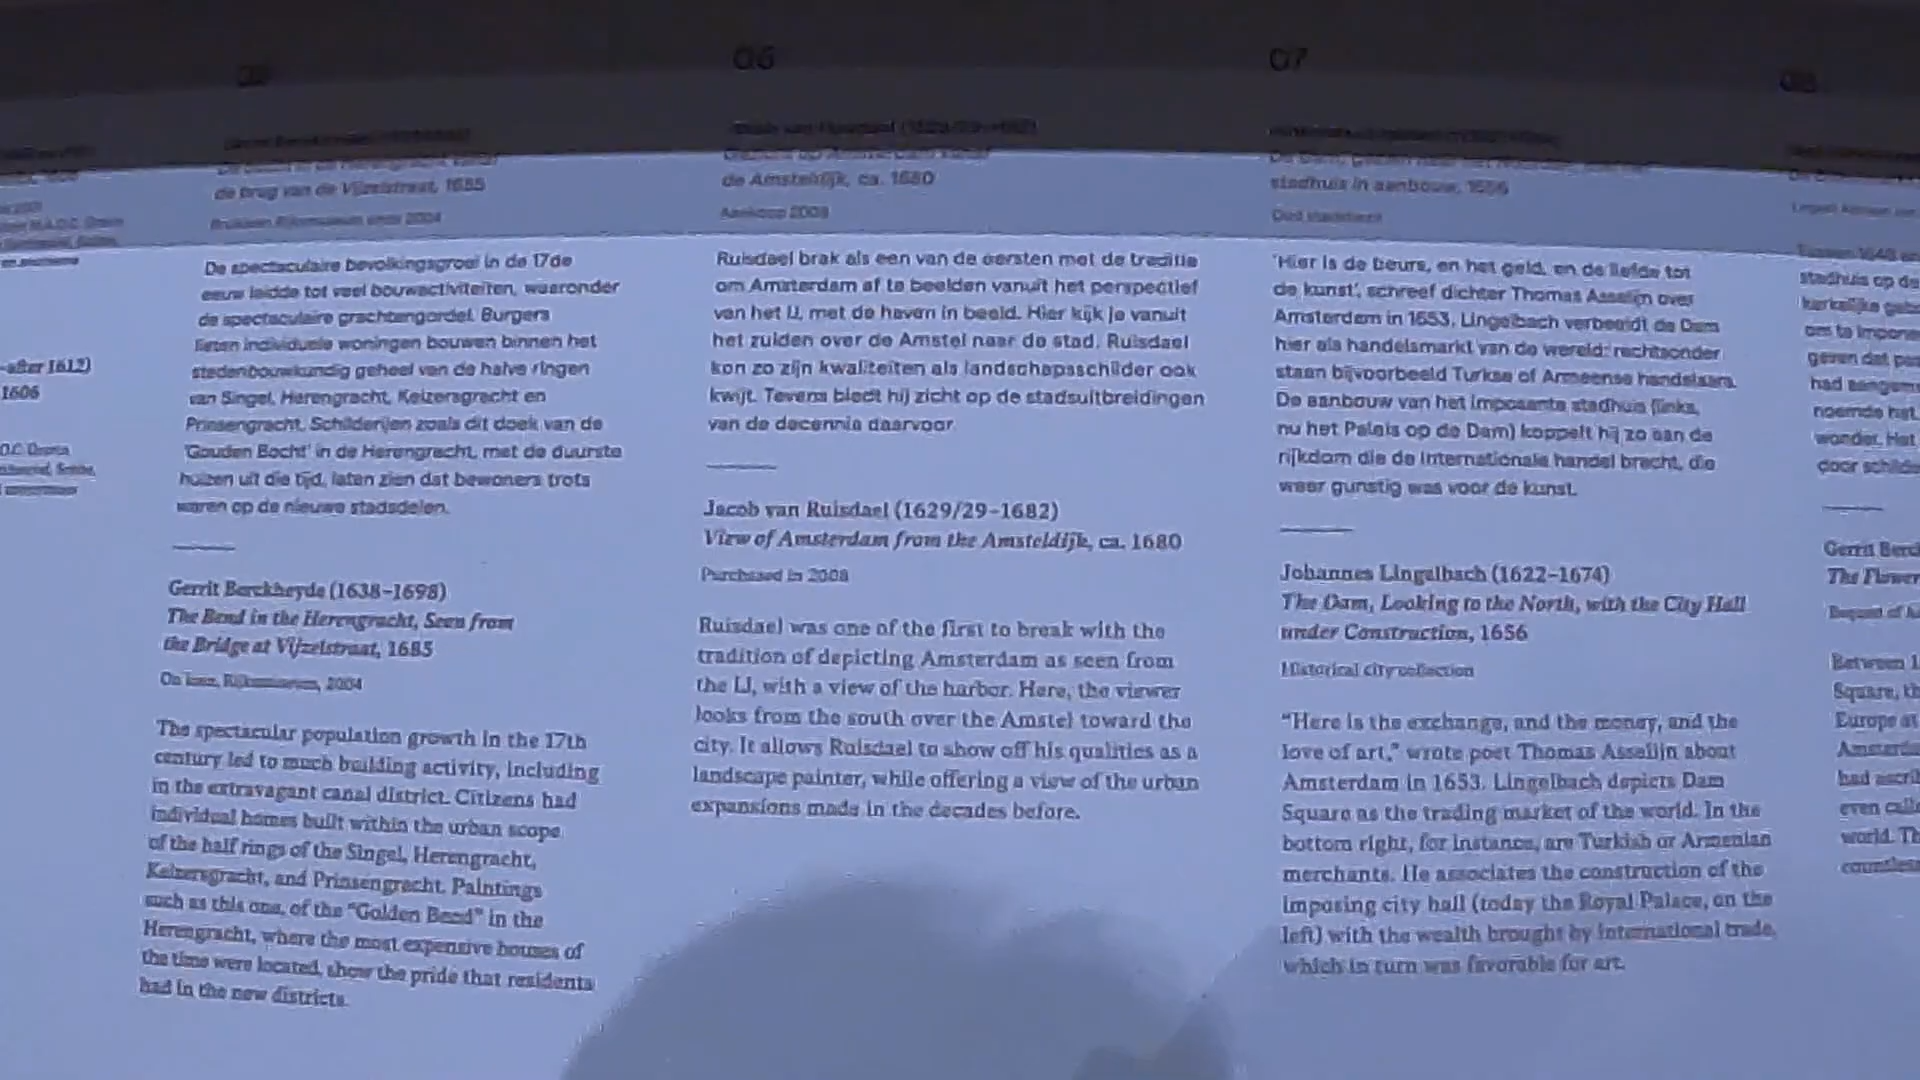 06
07
de brug van de Vijzelstraat, 1685
De spectaculaire bevolkingsgroei in de 17de
eeuw leidde tot veel bouwactiviteiten, waaronder
de spectaculaire grachtengordel. Burgers
lieten individuele woningen bouwen binnen het
stedenbouwkundig geheel van de halve ringen
van Singel, Herengracht, Keizersgracht en
Prinsengracht. Schilderijen zoals dit doek van de
'Gouden Bocht' in de Herengracht, met de duurste
huizen uit die tijd, laten zien dat bewoners trots
waren op de nieuwe stadsdelen.
Gerrit Berckheyde (1638–1698)
The Bend in the Herengracht, Seen from
the Bridge at Vijzelstraat, 1685
On loan, Rijksmuseum, 2004
The spectacular population growth in the 17th
century led to much building activity, including
in the extravagant canal district. Citizens had
individual homes built within the urban scope
of the half rings of the Singel, Herengracht,
Keizersgracht, and Prinsengracht. Paintings
such as this one, of the "Golden Bend" in the
Herengracht, where the most expensive houses of
the time were located, show the pride that residents
had in the new districts.
de Amsteldijk, ca. 1680
Aankoop 2008
Ruisdael brak als een van de eersten met de traditie
om Amsterdam af te beelden vanuit het perspectief
van het IJ, met de haven in beeld. Hier kijk je vanuit
het zuiden over de Amstel naar de stad. Ruisdael
kon zo zijn kwaliteiten als landschapsschilder ook
kwijt. Tevens biedt hij zicht op de stadsuitbreidingen
van de decennia daarvoor.
Jacob van Ruisdael (1629/29–1682)
View of Amsterdam from the Amsteldijk, ca. 1680
Purchased in 2008
Ruisdael was one of the first to break with the
tradition of depicting Amsterdam as seen from
the IJ, with a view of the harbor. Here, the viewer
looks from the south over the Amstel toward the
city. It allows Ruisdael to show off his qualities as a
landscape painter, while offering a view of the urban
expansions made in the decades before.
stadhuis in aanbouw, 1656
'Hier is de beurs, en het geld, en de liefde tot
de kunst', schreef dichter Thomas Asselijn over
Amsterdam in 1653. Lingelbach verbeeldt de Dam
hier als handelsmarkt van de wereld: rechtsonder
staan bijvoorbeeld Turkse of Armeense handelaars.
De aanbouw van het imposante stadhuis (links,
nu het Paleis op de Dam) koppelt hij zo aan de
rijkdom die de internationale handel bracht, die
weer gunstig was voor de kunst.
Johannes Lingelbach (1622–1674)
The Dam, Looking to the North, with the City Hall
under Construction, 1656
Historical city collection
"Here is the exchange, and the money, and the
love of art," wrote poet Thomas Asselijn about
Amsterdam in 1653. Lingelbach depicts Dam
Square as the trading market of the world. In the
bottom right, for instance, are Turkish or Armenian
merchants. He associates the construction of the
imposing city hall (today the Royal Palace, on the
left) with the wealth brought by international trade,
which in turn was favorable for art.